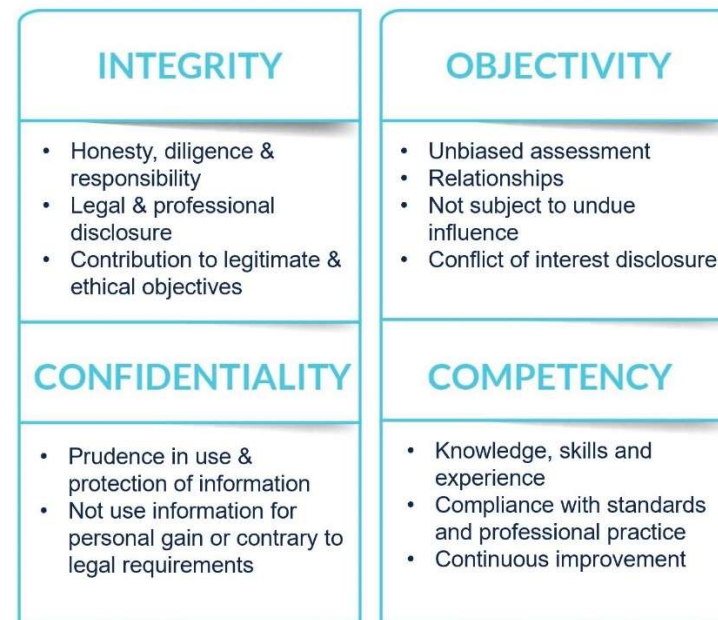 INTEGRITY
• Honesty, diligence &
responsibility
• Legal & professional
disclosure
• Contribution to legitimate &
ethical objectives
OBJECTIVITY
• Unbiased assessment
• Relationships
• Not subject to undue
influence
• Conflict of interest disclosure
CONFIDENTIALITY
• Prudence in use &
protection of information
• Not use information for
personal gain or contrary to
legal requirements
COMPETENCY
• Knowledge, skills and
experience
• Compliance with standards
and professional practice
• Continuous improvement